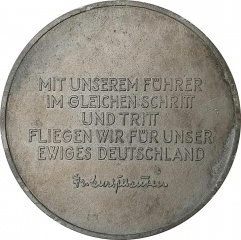 MIT UNSEREM FÜHRER
IM GLEICHEN SCHRITT
UND TRITT
FLIEGEN WIR FÜR UNSER
EWIGES DEUTSCHLAND